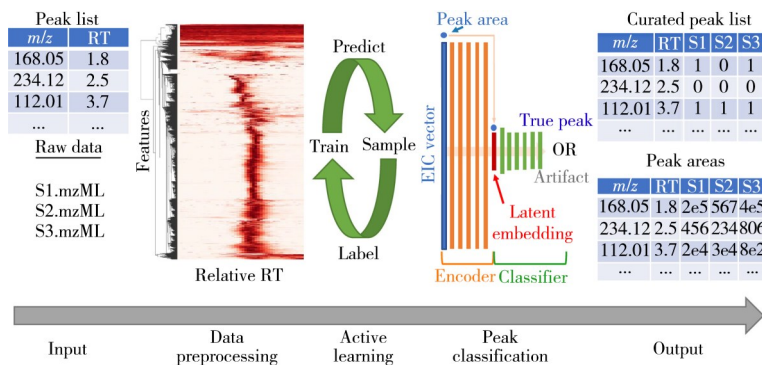 Peak list
m/z RT
168.05 1.8
234.12 2.5
112.01 3.7
... ...
Raw data
S1.mzML
S2.mzML
S3.mzML
Features
Relative RT
Predict
Train Sample
Label
Peak area
EIC vector
True peak
OR
Artifact
Latent
embedding
Encoder Classifier
Curated peak list
m/z RT S1 S2 S3
168.05 1.8 1 0 1
234.12 2.5 0 0 0
112.01 3.7 1 1 1
... ... ... ... ...
Peak areas
m/z RT S1 S2 S3
168.05 1.8 2e5 567 4e5
234.12 2.5 456 234 806
112.01 3.7 2e4 3e4 8e2
... ... ... ... ...
Input
Data
preprocessing
Active
learning
Peak
classification
Output